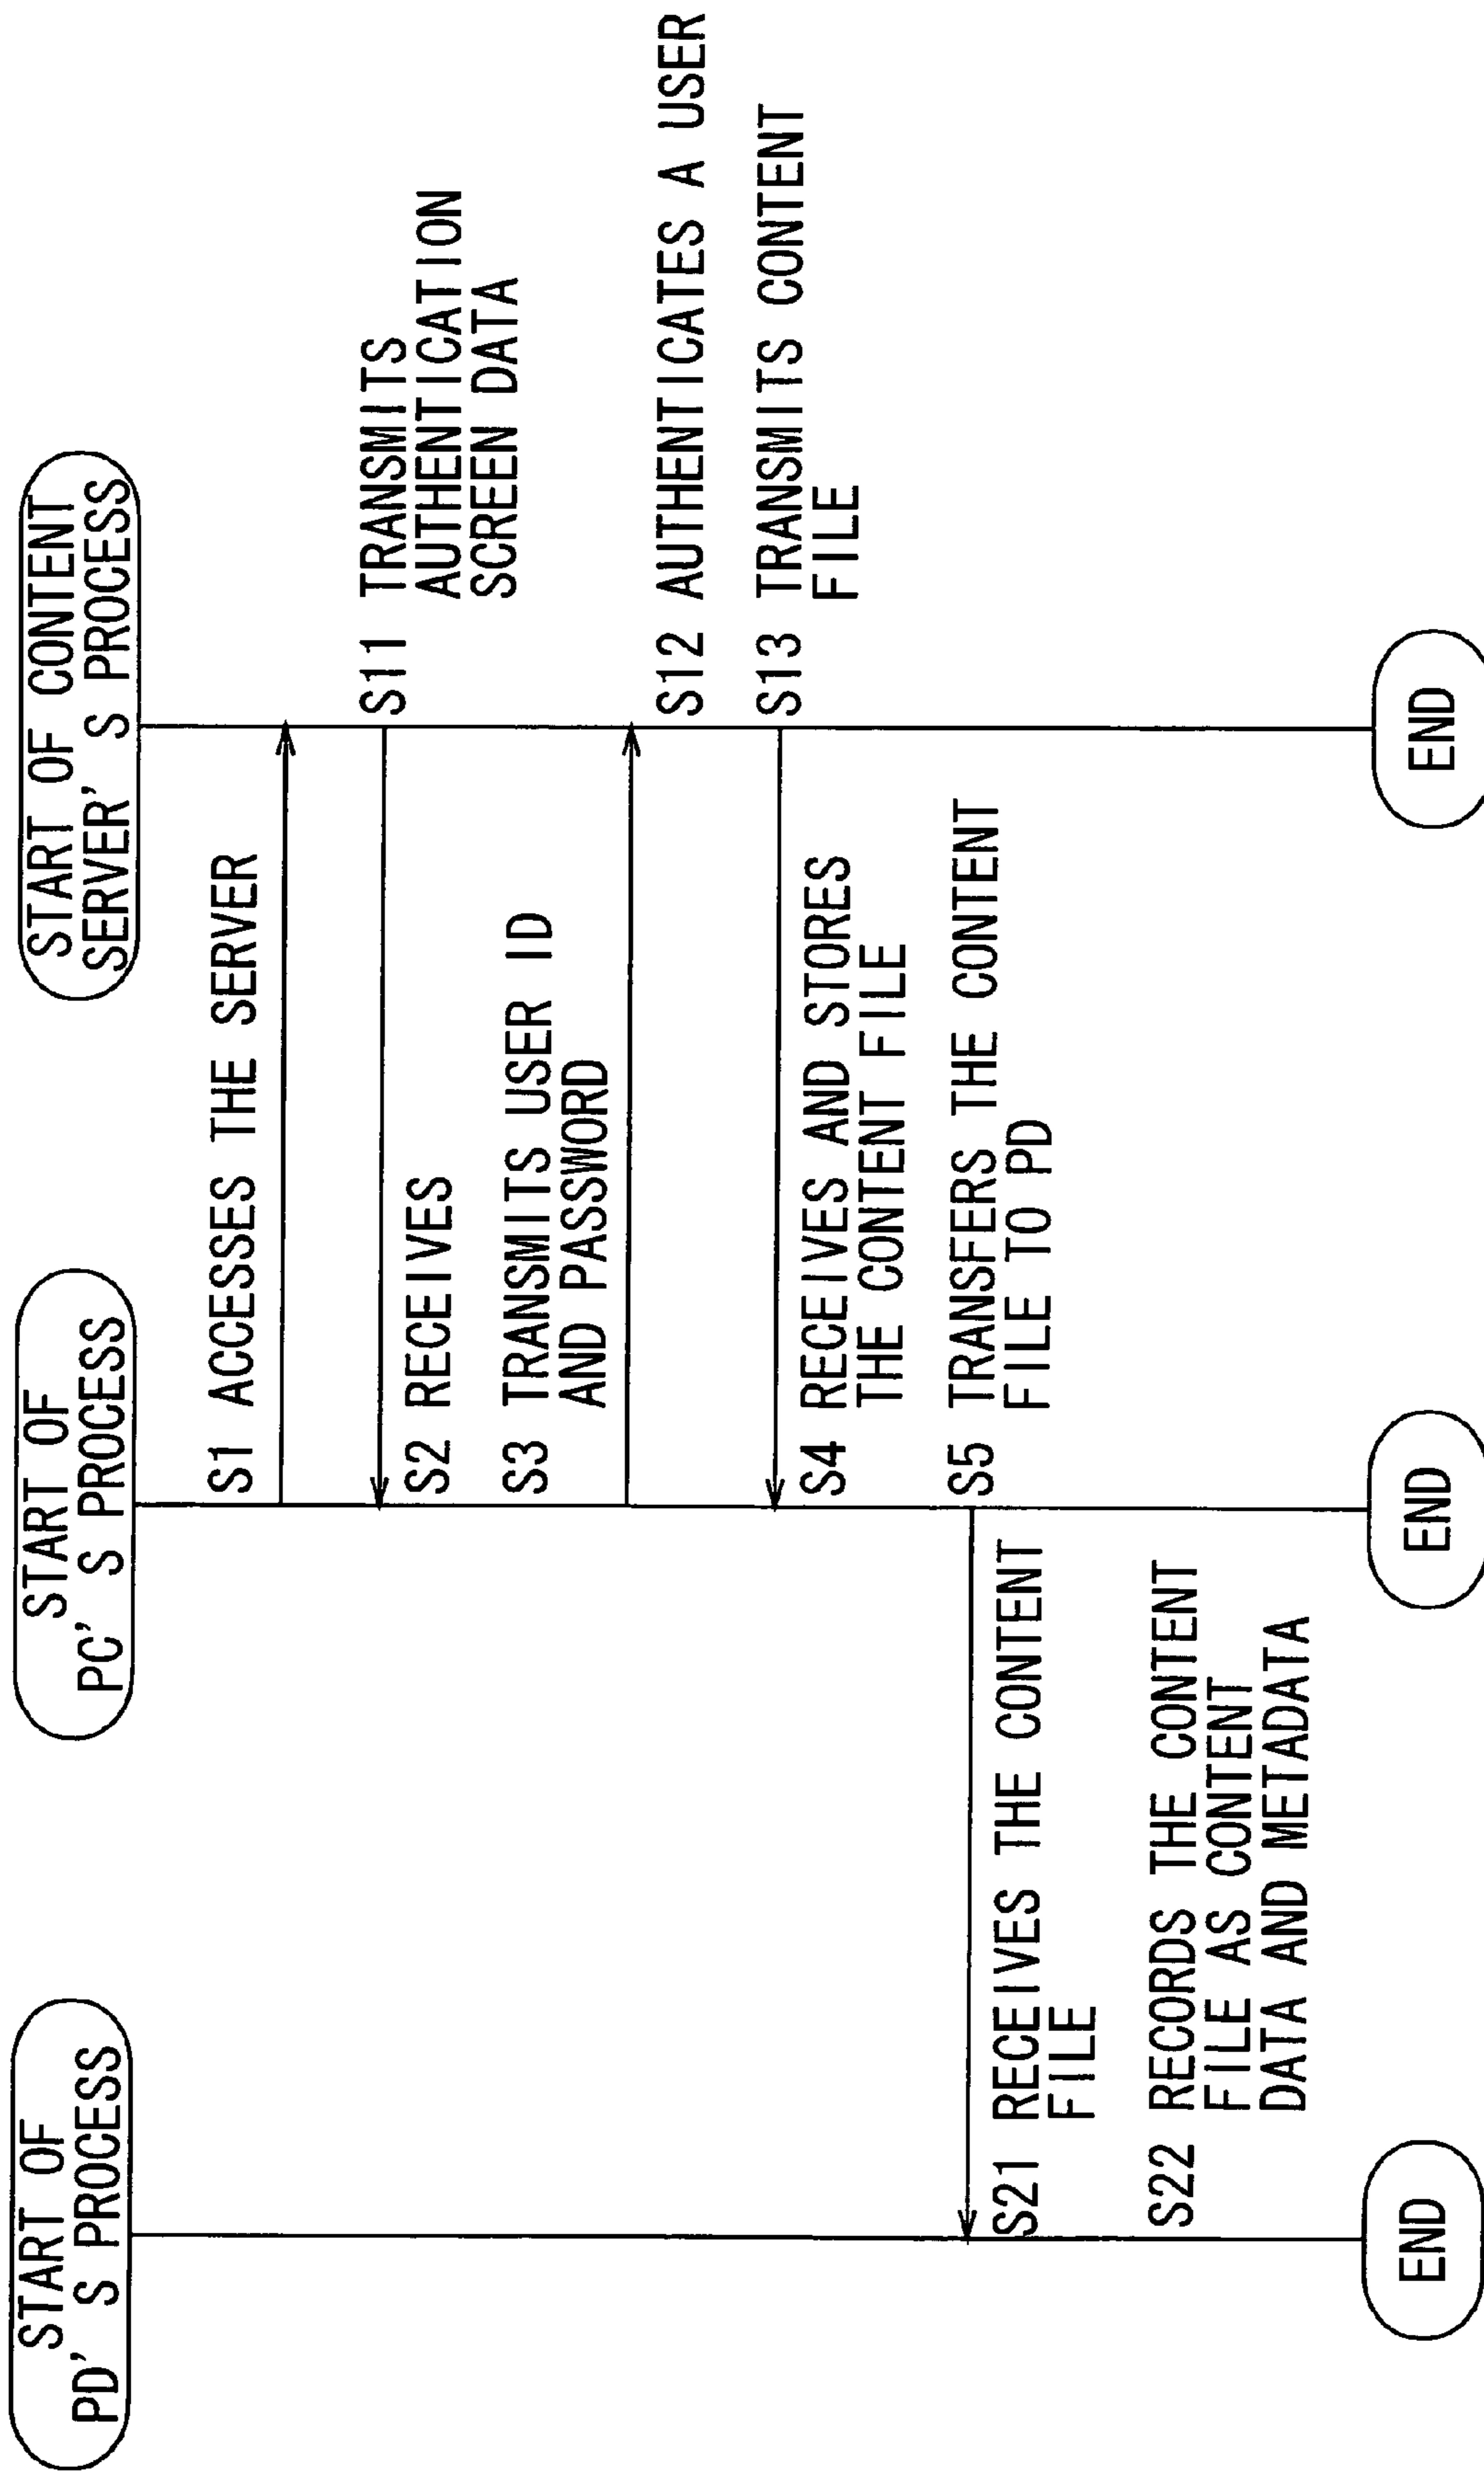 START OF
PD' S PROCESS
START OF
PC' S PROCESS
START OF CONTENT
SERVER' S PROCESS
S1 ACCESSES THE SERVER
S11 TRANSMITS
AUTHENTICATION
SCREEN DATA
S2 RECEIVES
S3 TRANSMITS USER ID
AND PASSWORD
S12 AUTHENTICATES A USER
S13 TRANSMITS CONTENT
FILE
S4 RECEIVES AND STORES
THE CONTENT FILE
S5 TRANSFERS THE CONTENT
FILE TO PD
S21 RECEIVES THE CONTENT
FILE
S22 RECORDS THE CONTENT
FILE AS CONTENT
DATA AND METADATA
END
END
END